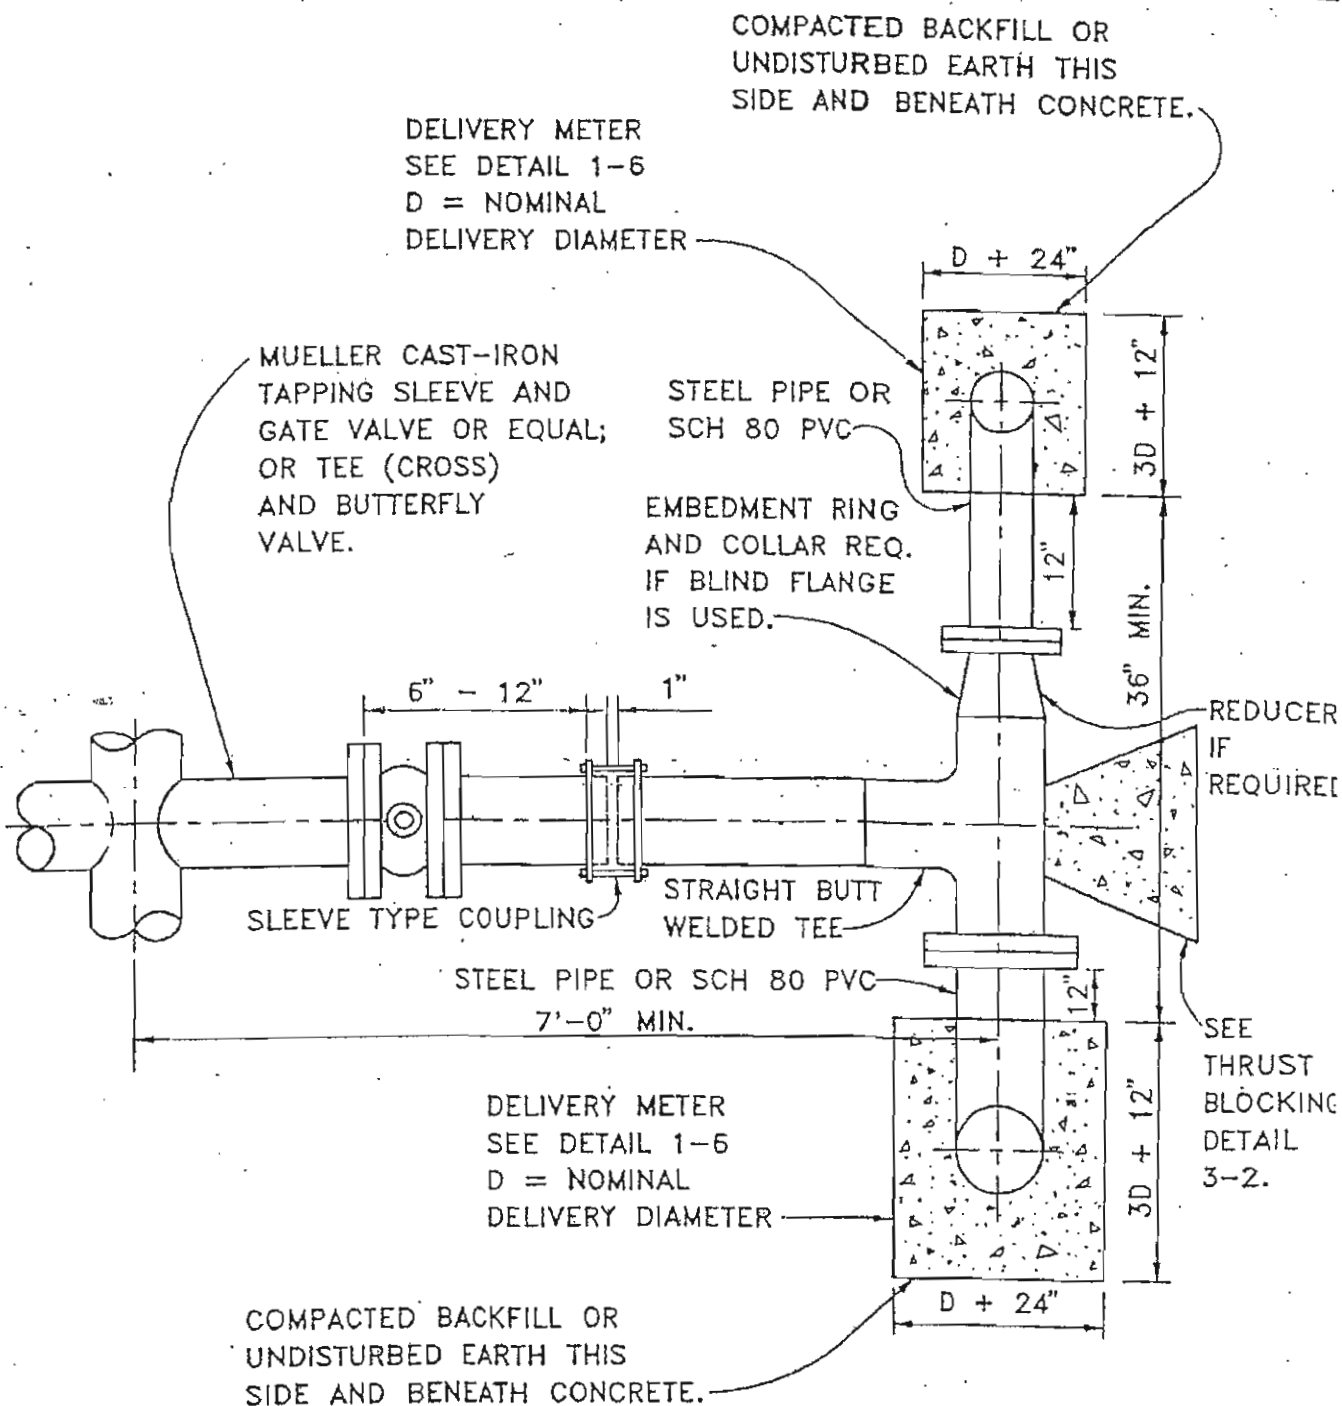 COMPACTED BACKFILL OR
UNDISTURBED EARTH THIS
SIDE AND BENEATH CONCRETE.
DELIVERY METER
SEE DETAIL 1-6
D = NOMINAL
DELIVERY DIAMETER
D + 24"
MUELLER CAST-IRON
TAPPING SLEEVE AND
GATE VALVE OR EQUAL;
OR TEE (CROSS)
AND BUTTERFLY
VALVE.
STEEL PIPE OR
SCH 80 PVC
3D + 12"
EMBEDMENT RING
AND COLLAR REQ.
IF BLIND FLANGE
IS USED.
12"
36" MIN.
6" - 12"
1"
REDUCER
IF
REQUIRED
SLEEVE TYPE COUPLING
STRAIGHT BUTT
WELDED TEE
STEEL PIPE OR SCH 80 PVC
12"
7'-0" MIN.
SEE
THRUST
BLOCKING
DETAIL
3-2.
DELIVERY METER
SEE DETAIL 1-6
D = NOMINAL
DELIVERY DIAMETER
3D + 12"
D + 24"
COMPACTED BACKFILL OR
UNDISTURBED EARTH THIS
SIDE AND BENEATH CONCRETE.